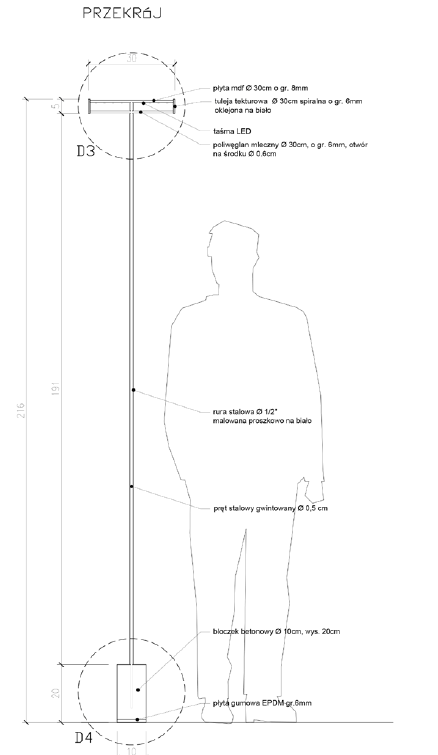 PRZEKRÓJ
30
płyta mdf Ø 30cm o gr. 8mm
tuleja tekturowa Ø 30cm spiralna o gr. 6mm
oklejona na biało
5
taśma LED
poliwęglan mleczny Ø 30cm, o gr. 6mm, otwór
na środku Ø 0,6cm
D3
191
216
rura stalowa Ø 1/2"
malowana proszkowo na biało
pręt stalowy gwintowany Ø 0,5 cm
bloczek betonowy Ø 10cm, wys. 20cm
20
płyta gumowa EPDM gr.6mm
D4
10